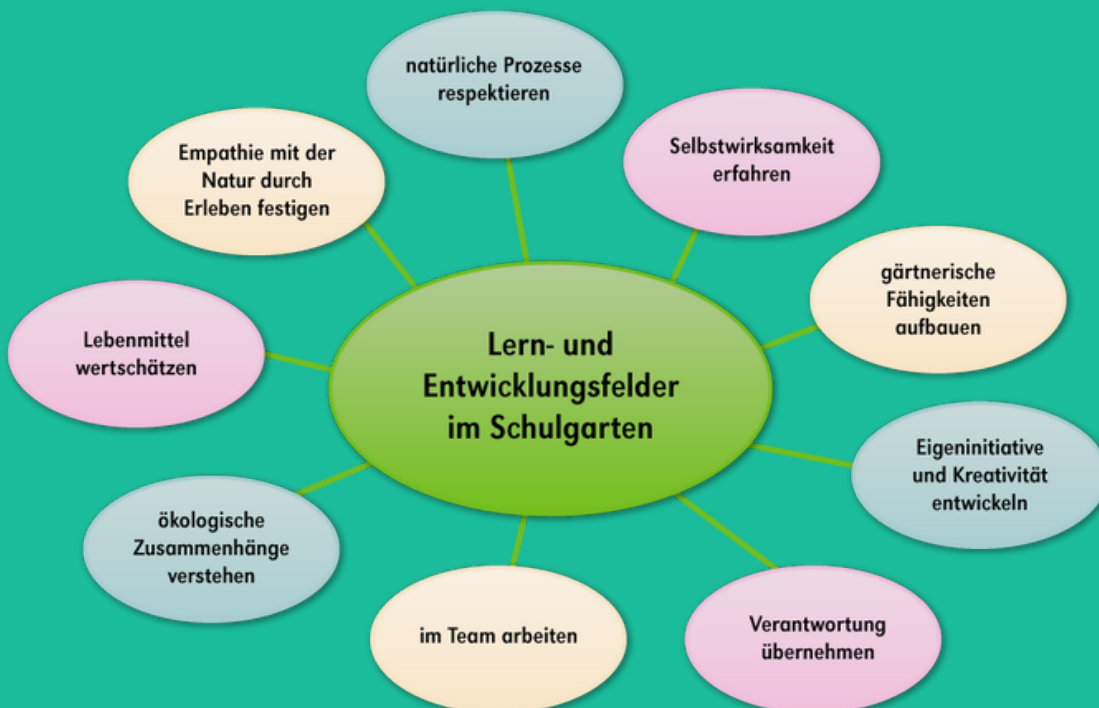 natürliche Prozesse
respektieren
Selbstwirksamkeit
erfahren
Empathie mit der
Natur durch
Erleben festigen
gärtnerische
Fähigkeiten
aufbauen
Lebenmittel
wertschätzen
Lern- und
Entwicklungsfelder
im Schulgarten
Eigeninitiative
und Kreativität
entwickeln
ökologische
Zusammenhänge
verstehen
im Team arbeiten
Verantwortung
übernehmen